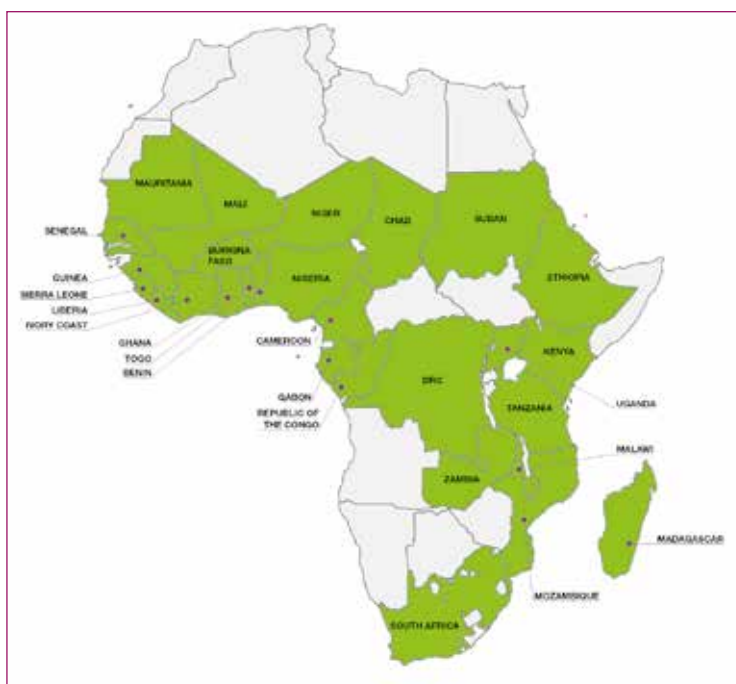 MAURITANIA
MALI
NIGER
CHAD
SUDAN
SENEGAL
BURKINA
FASO
NIGERIA
ETHIOPIA
GUINEA
SIERRA LEONE
LIBERIA
IVORY COAST
GHANA
TOGO
BENIN
CAMEROON
GABON
REPUBLIC OF
THE CONGO
DRC
KENYA
UGANDA
TANZANIA
MALAWI
ZAMBIA
MADAGASCAR
MOZAMBIQUE
SOUTH AFRICA